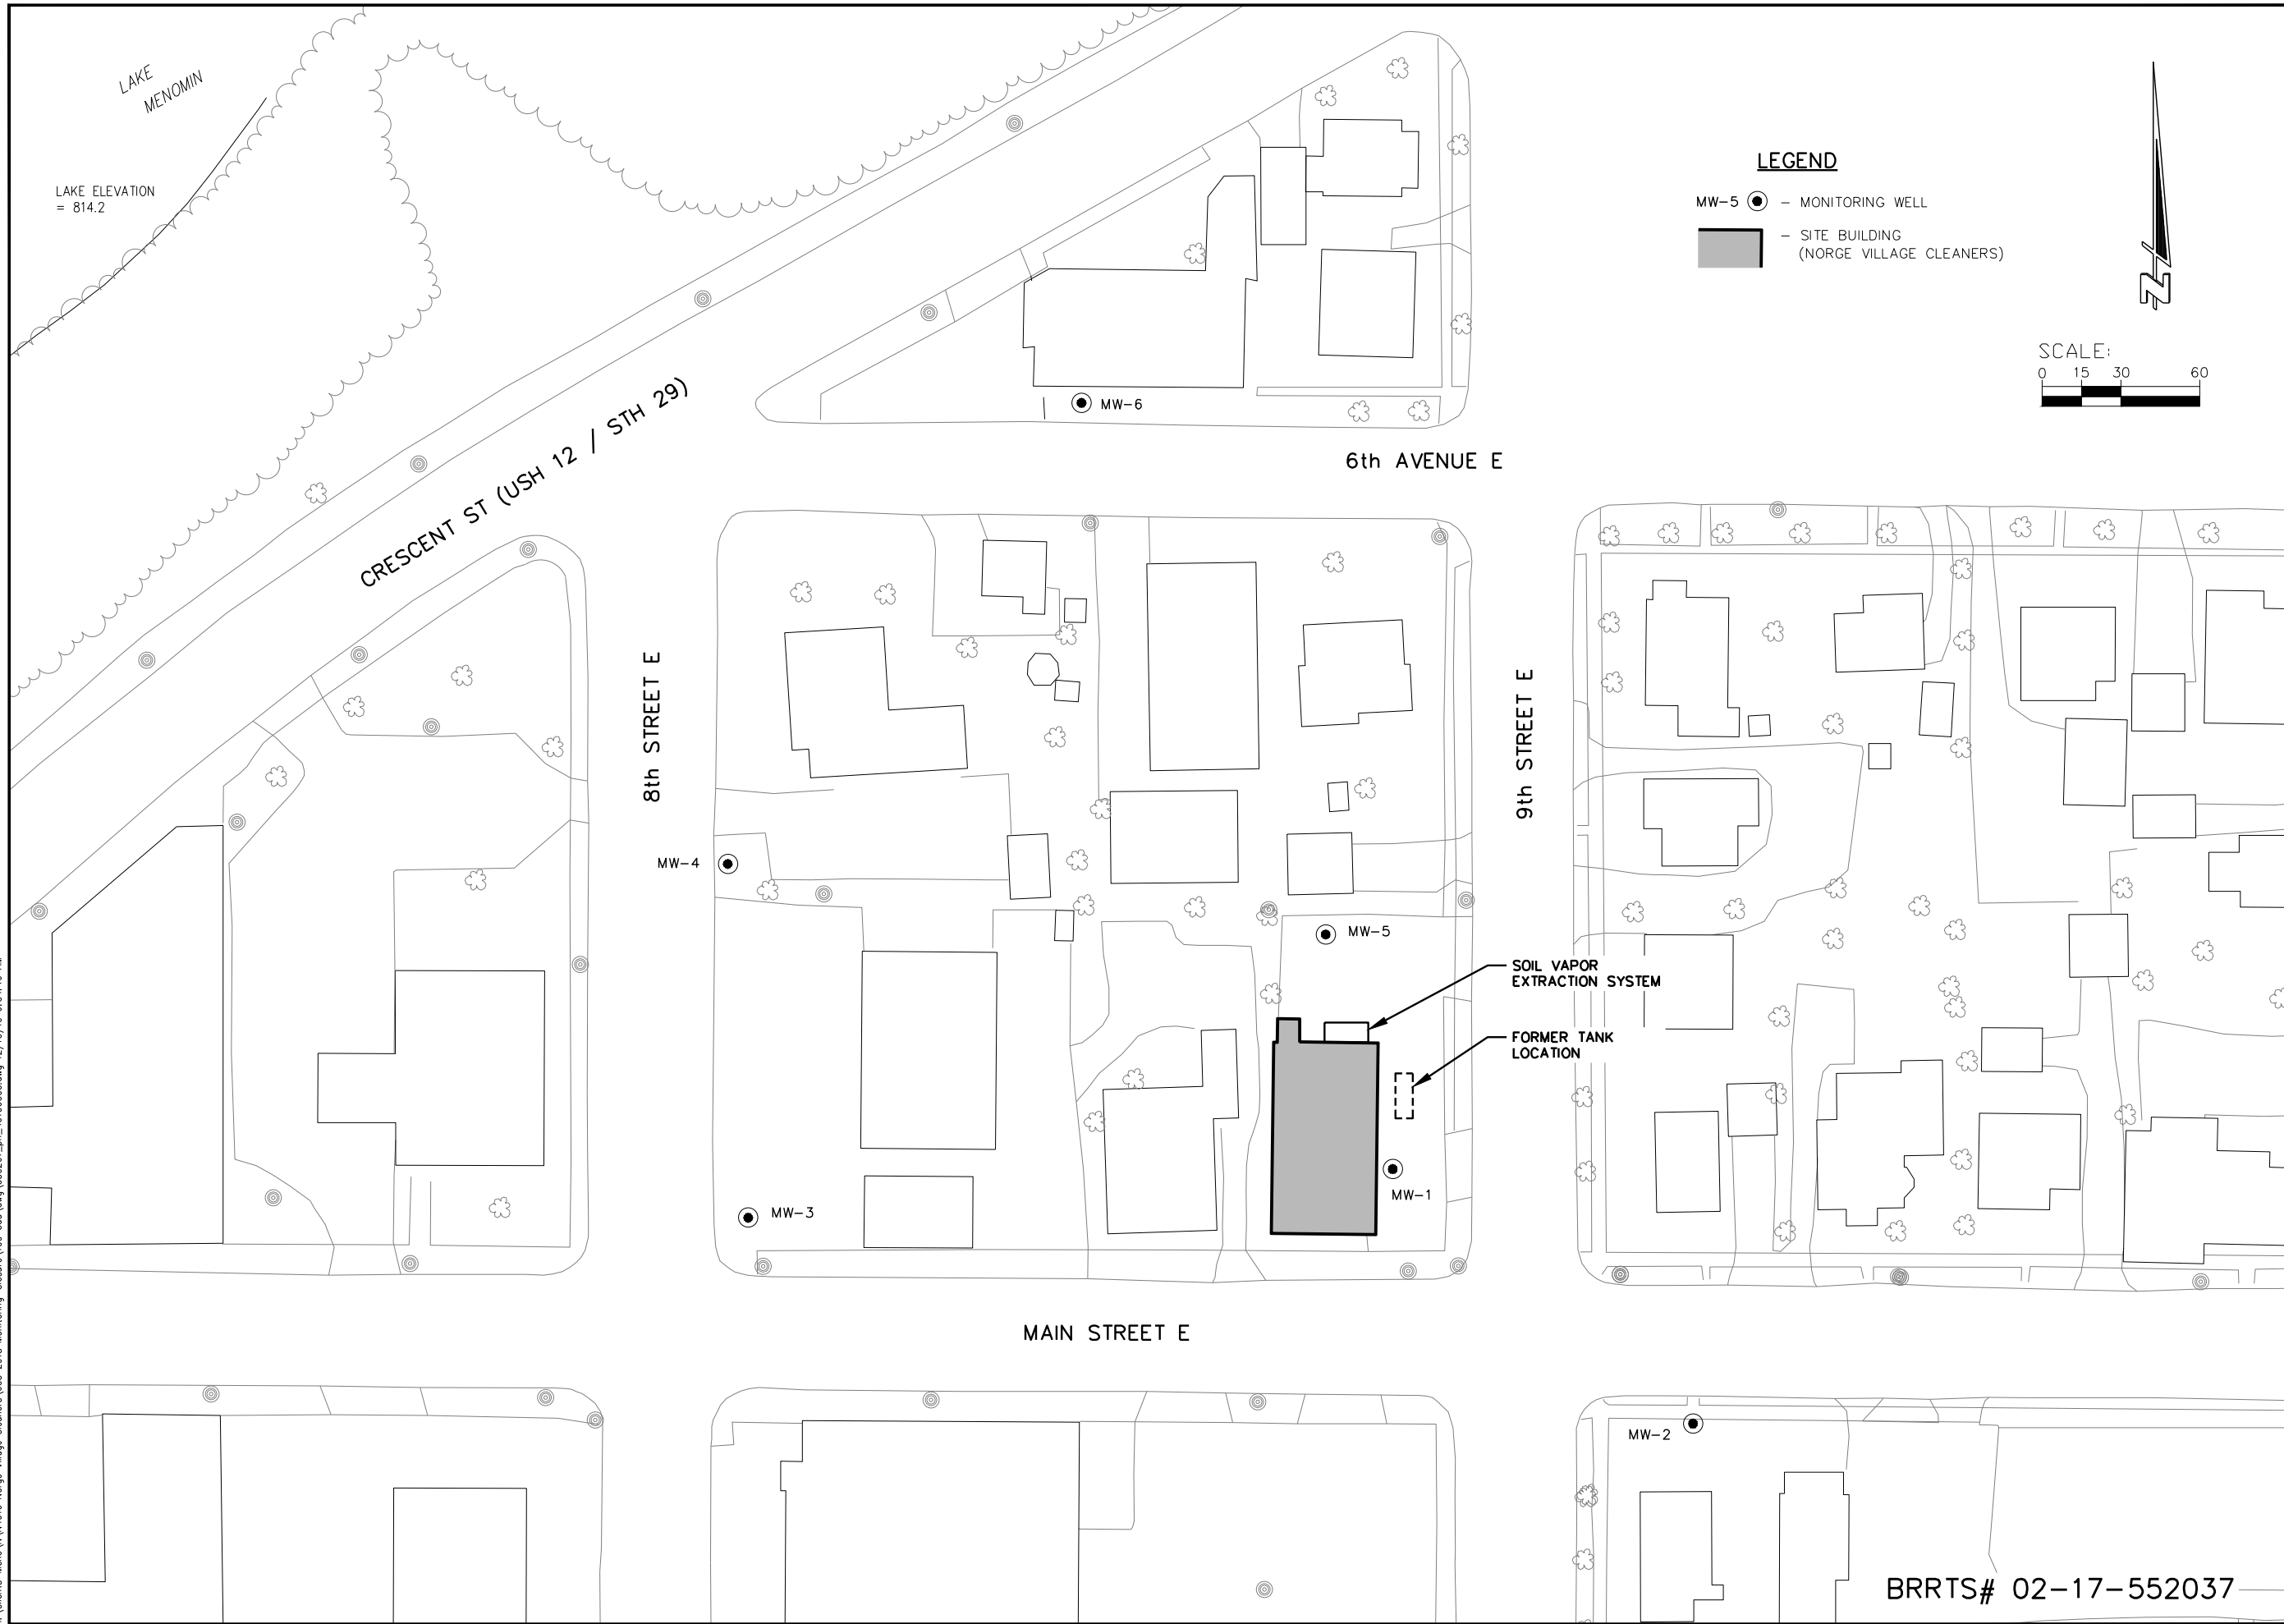 LAKE
MENOMIN
LAKE ELEVATION
= 814.2
LEGEND
MW-5 – MONITORING WELL
– SITE BUILDING
(NORGE VILLAGE CLEANERS)
N
SCALE:
0 15 30 60
CRESCENT ST (USH 12 / STH 29)
MW-6
6th AVENUE E
8th STREET E
9th STREET E
MW-4
MW-5
SOIL VAPOR
EXTRACTION SYSTEM
FORMER TANK
LOCATION
MW-1
MW-3
MAIN STREET E
MW-2
BRRTS# 02-17-552037